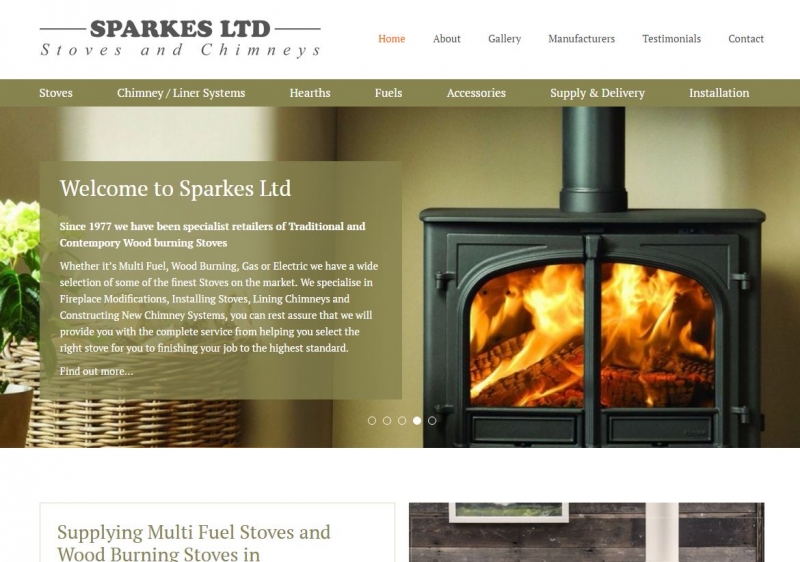 SPARKES LTD
Stoves and Chimneys
Home About Gallery Manufacturers Testimonials Contact
Stoves Chimney / Liner Systems Hearths Fuels Accessories Supply & Delivery Installation
Welcome to Sparkes Ltd
Since 1977 we have been specialist retailers of Traditional and
Contempory Wood burning Stoves
Whether it's Multi Fuel, Wood Burning, Gas or Electric we have a wide
selection of some of the finest Stoves on the market. We specialise in
Fireplace Modifications, Installing Stoves, Lining Chimneys and
Constructing New Chimney Systems, you can rest assure that we will
provide you with the complete service from helping you select the
right stove for you to finishing your job to the highest standard.
Find out more...
Supplying Multi Fuel Stoves and
Wood Burning Stoves in